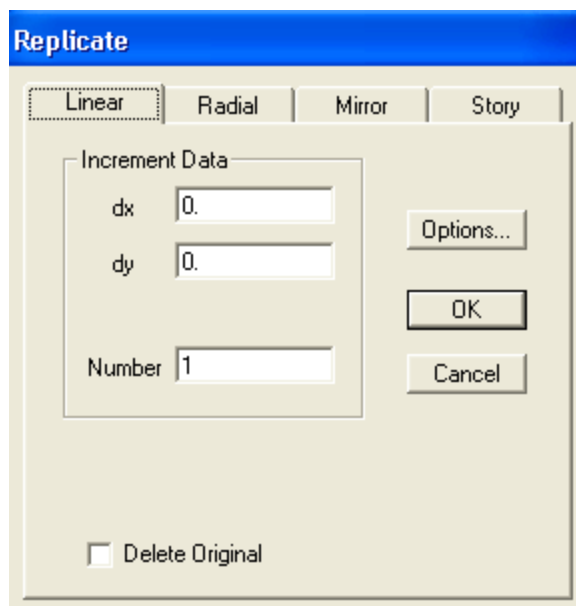 Replicate
Linear Radial Mirror Story
Increment Data
dx 0.
dy 0.
Options...
OK
Number 1
Cancel
Delete Original